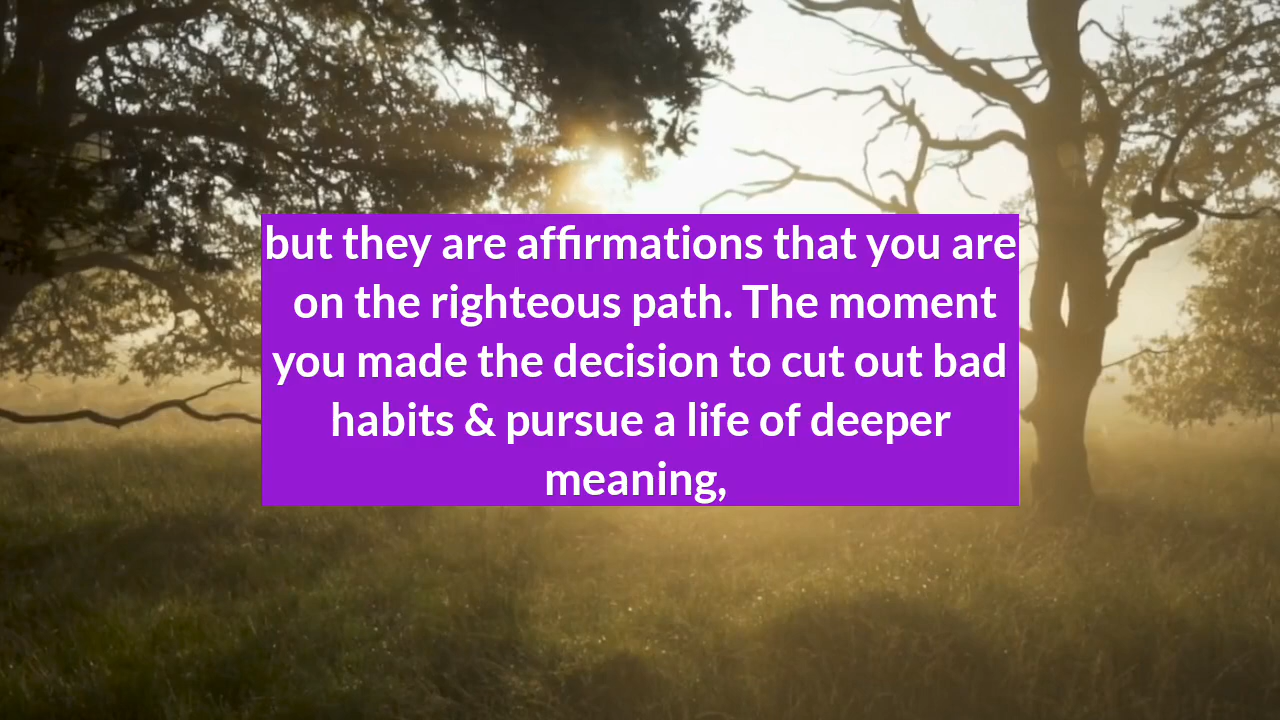 but they are affirmations that you are
on the righteous path. The moment
you made the decision to cut out bad
habits & pursue a life of deeper
meaning,